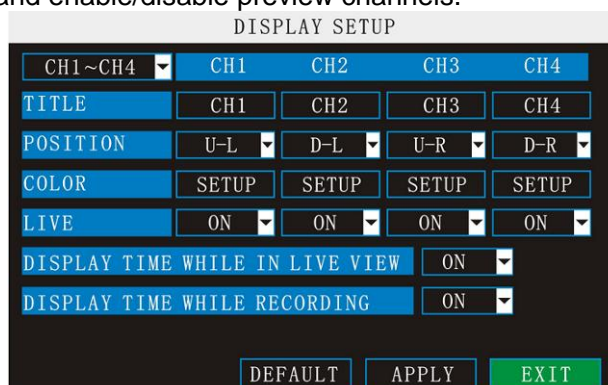 and enable/disable preview channels.
DISPLAY SETUP
CH1~CH4 CH1 CH2 CH3 CH4
TITLE CH1 CH2 CH3 CH4
POSITION U-L D-L U-R D-R
COLOR SETUP SETUP SETUP SETUP
LIVE ON ON ON ON
DISPLAY TIME WHILE IN LIVE VIEW ON
DISPLAY TIME WHILE RECORDING ON
DEFAULT APPLY EXIT